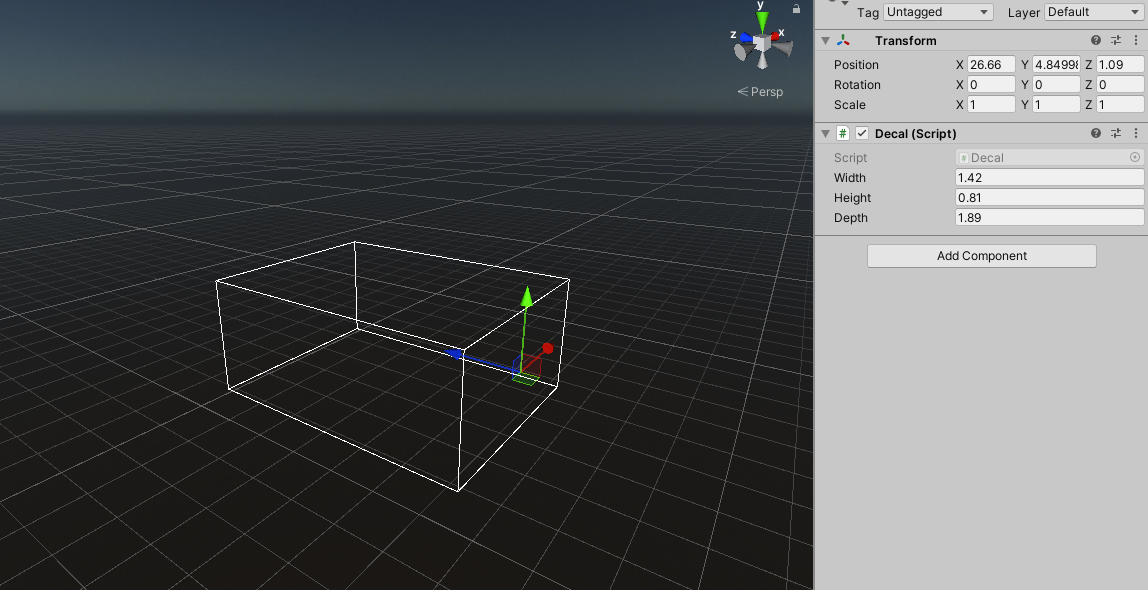 y
z
x
Persp
Tag Untagged Layer Default
Transform
Position X 26.66 Y 4.84998 Z 1.09
Rotation X 0 Y 0 Z 0
Scale X 1 Y 1 Z 1
# Decal (Script)
Script # Decal
Width 1.42
Height 0.81
Depth 1.89
Add Component